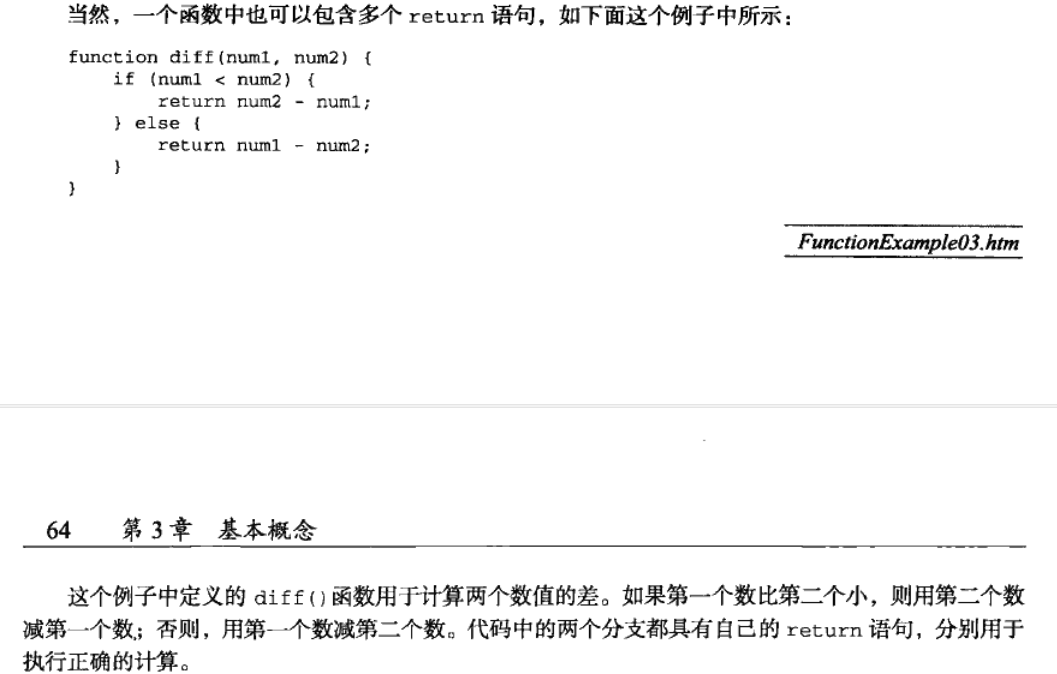 当然，一个函数中也可以包含多个 return 语句，如下面这个例子中所示：
function diff(num1, num2) {
    if (num1 < num2) {
        return num2 - num1;
    } else {
        return num1 - num2;
    }
}
FunctionExample03.htm
64 第 3 章 基本概念
这个例子中定义的 diff()函数用于计算两个数值的差。如果第一个数比第二个小，则用第二个数
减第一个数；否则，用第一个数减第二个数。代码中的两个分支都具有自己的 return 语句，分别用于
执行正确的计算。